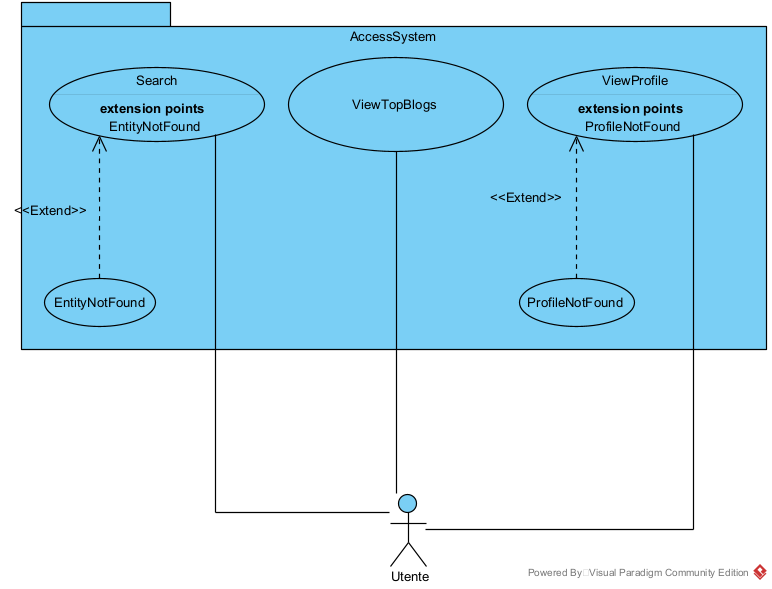 AccessSystem
Search
extension points
EntityNotFound
ViewTopBlogs
ViewProfile
extension points
ProfileNotFound
<<Extend>>
<<Extend>>
EntityNotFound
ProfileNotFound
Utente
Powered By Visual Paradigm Community Edition